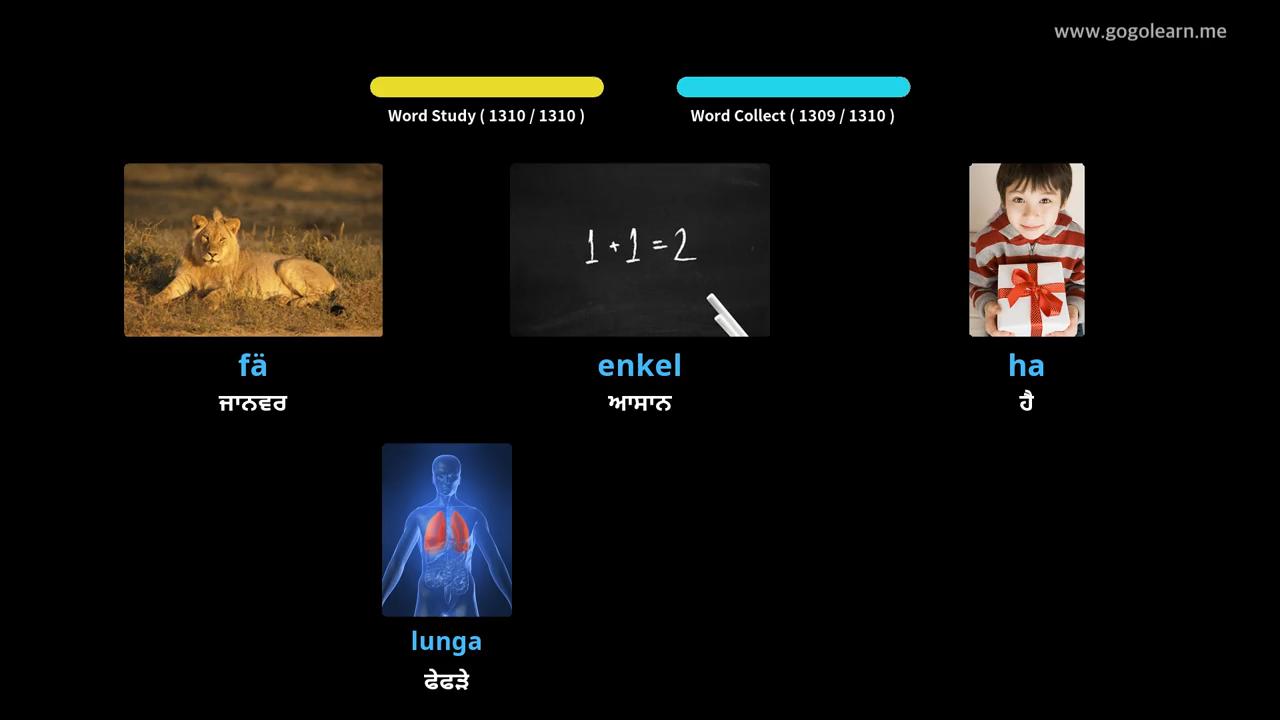 www.gogolearn.me
Word Study ( 1310 / 1310 )
Word Collect ( 1309 / 1310 )
1 + 1 = 2
fä
enkel
ha
ਜਾਨਵਰ
ਆਸਾਨ
ਹੈ
lunga
ਫੇਫੜੇ